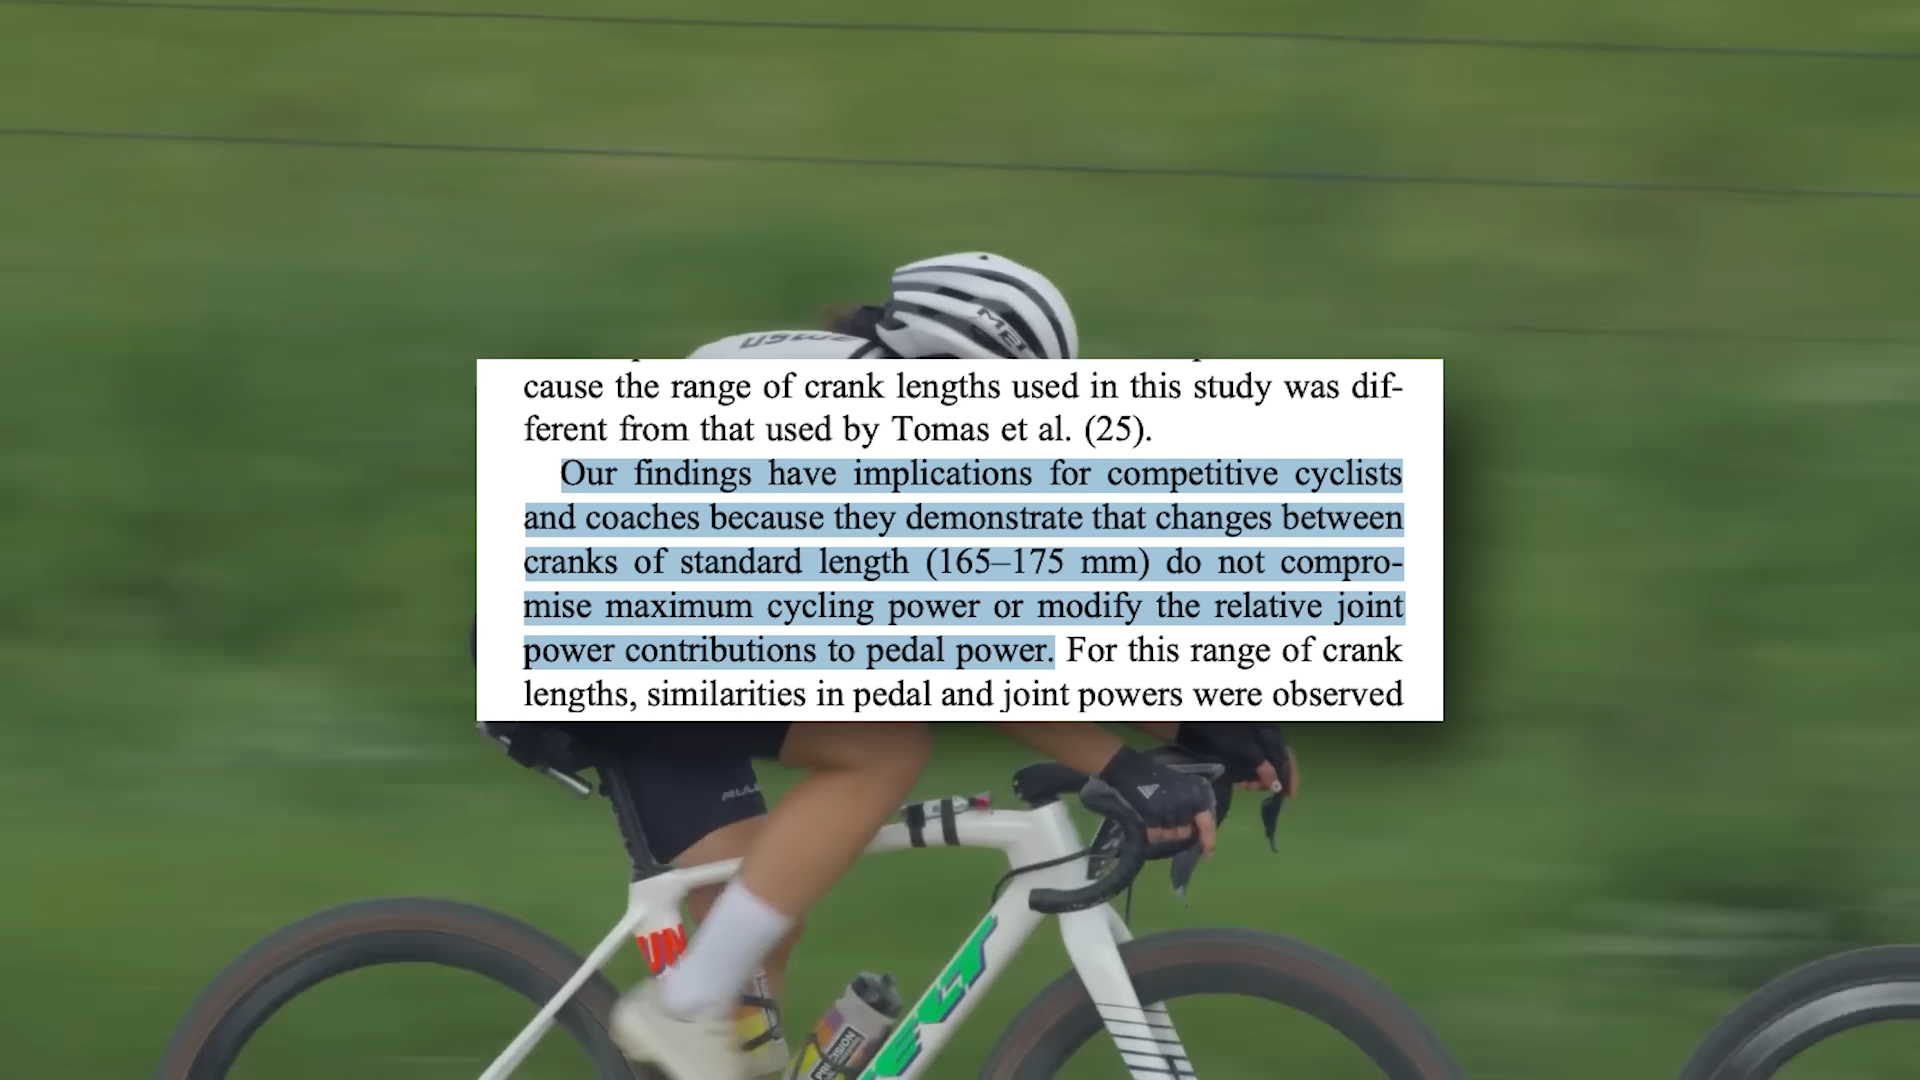 MET
cause the range of crank lengths used in this study was dif-
ferent from that used by Tomas et al. (25).
Our findings have implications for competitive cyclists
and coaches because they demonstrate that changes between
cranks of standard length (165–175 mm) do not compro-
mise maximum cycling power or modify the relative joint
power contributions to pedal power. For this range of crank
lengths, similarities in pedal and joint powers were observed
UN
PRECISION